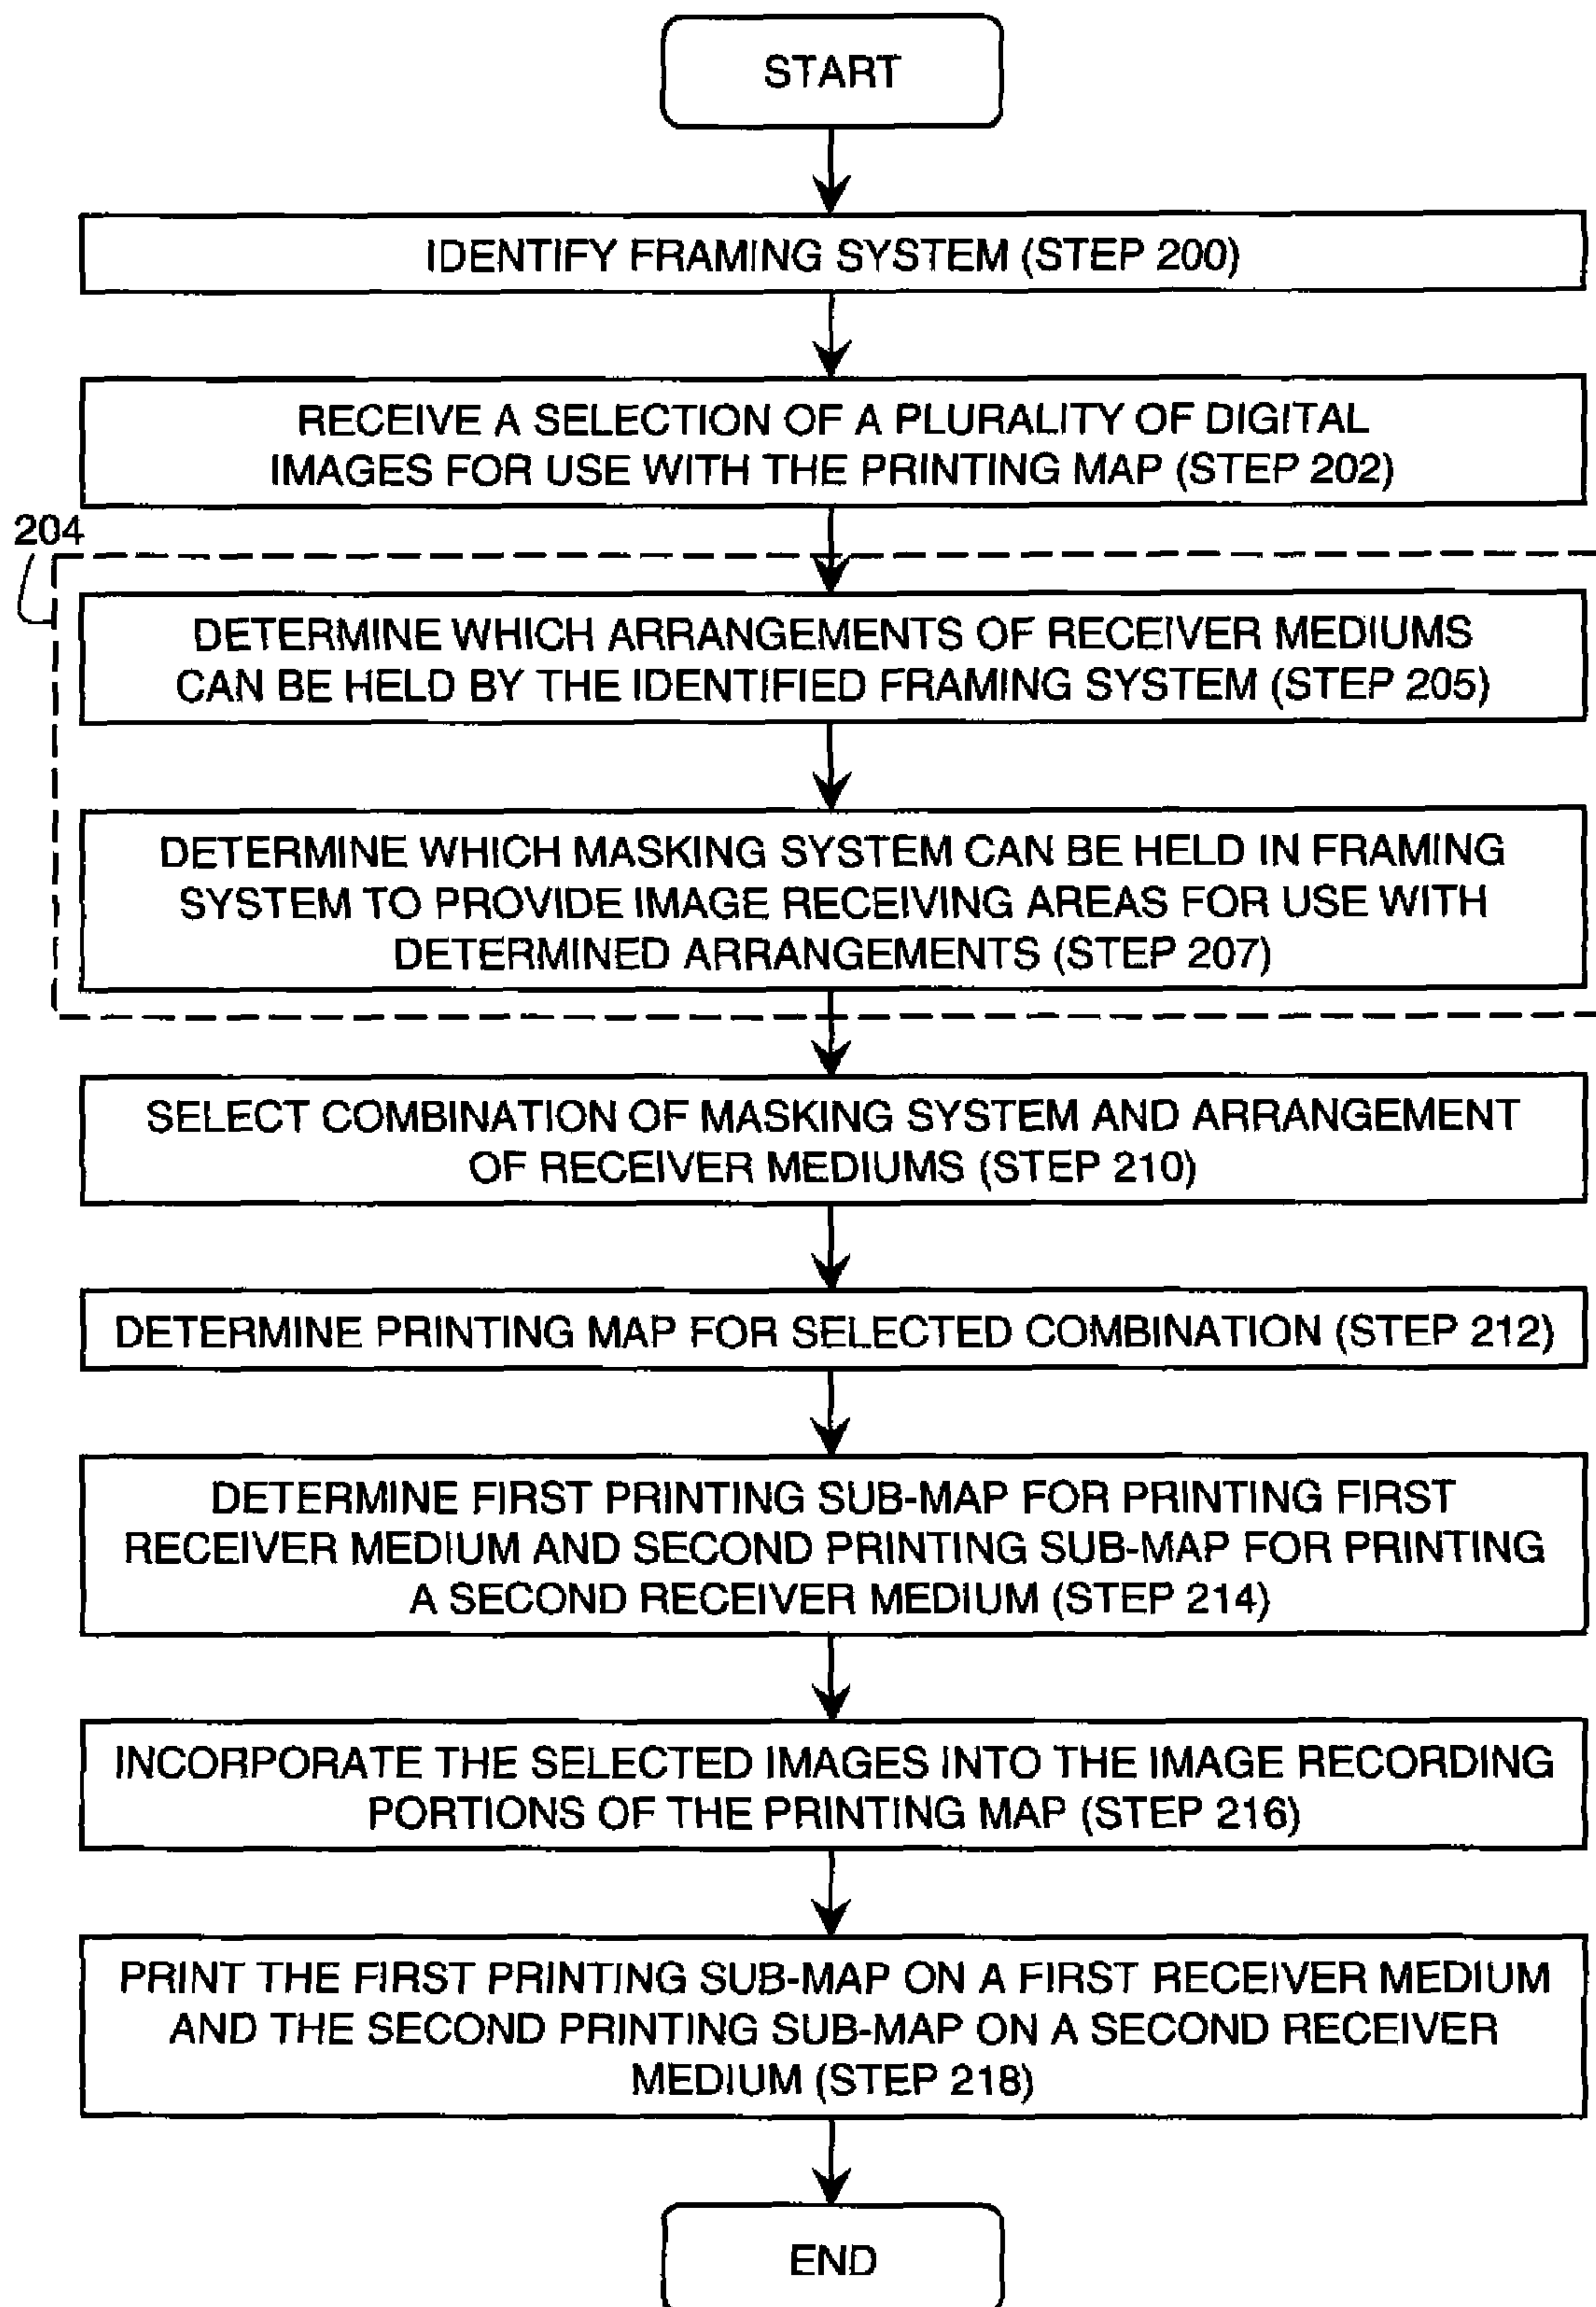 START
IDENTIFY FRAMING SYSTEM (STEP 200)
RECEIVE A SELECTION OF A PLURALITY OF DIGITAL
IMAGES FOR USE WITH THE PRINTING MAP (STEP 202)
204
DETERMINE WHICH ARRANGEMENTS OF RECEIVER MEDIUMS
CAN BE HELD BY THE IDENTIFIED FRAMING SYSTEM (STEP 205)
DETERMINE WHICH MASKING SYSTEM CAN BE HELD IN FRAMING
SYSTEM TO PROVIDE IMAGE RECEIVING AREAS FOR USE WITH
DETERMINED ARRANGEMENTS (STEP 207)
SELECT COMBINATION OF MASKING SYSTEM AND ARRANGEMENT
OF RECEIVER MEDIUMS (STEP 210)
DETERMINE PRINTING MAP FOR SELECTED COMBINATION (STEP 212)
DETERMINE FIRST PRINTING SUB-MAP FOR PRINTING FIRST
RECEIVER MEDIUM AND SECOND PRINTING SUB-MAP FOR PRINTING
A SECOND RECEIVER MEDIUM (STEP 214)
INCORPORATE THE SELECTED IMAGES INTO THE IMAGE RECORDING
PORTIONS OF THE PRINTING MAP (STEP 216)
PRINT THE FIRST PRINTING SUB-MAP ON A FIRST RECEIVER MEDIUM
AND THE SECOND PRINTING SUB-MAP ON A SECOND RECEIVER
MEDIUM (STEP 218)
END